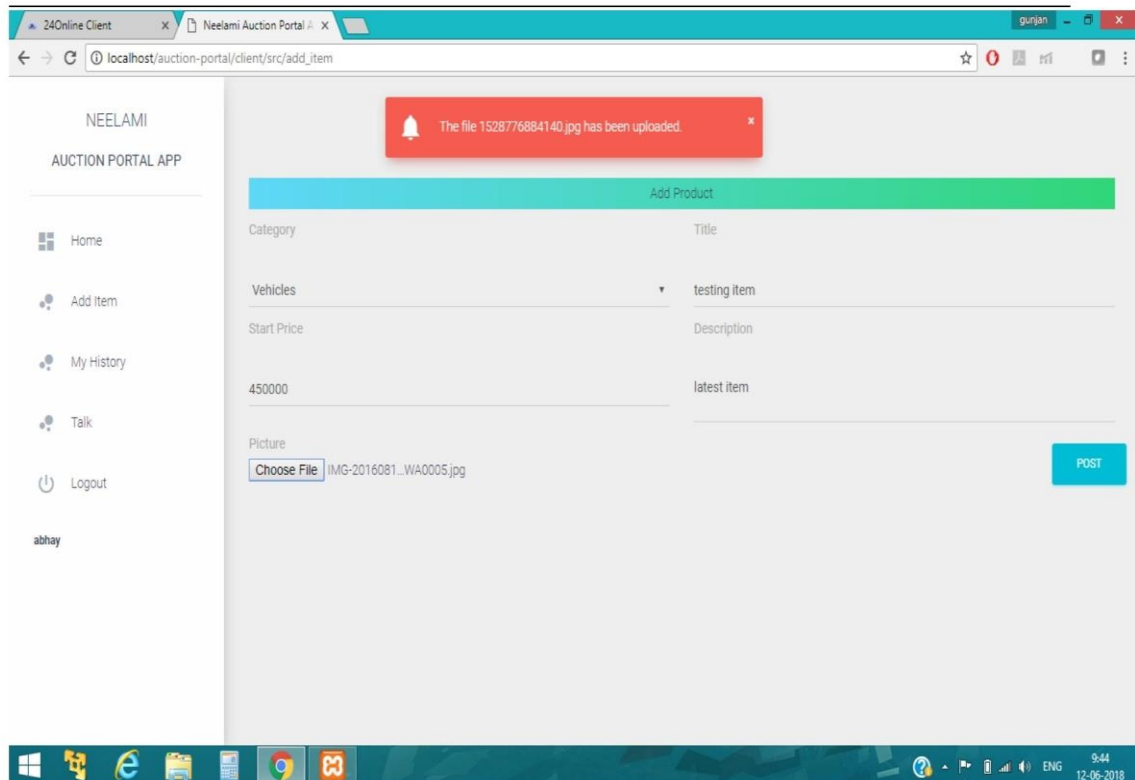 24Online Client
Neelami Auction Portal A
gunjan
localhost/auction-portal/client/src/add_item
NEELAMI
AUCTION PORTAL APP
Home
Add Item
My History
Talk
Logout
abhay
The file 1528776884140.jpg has been uploaded.
x
Add Product
Category
Title
Vehicles
testing item
Start Price
Description
450000
latest item
Picture
Choose File IMG-2016081...WA0005.jpg
POST
ENG
9:44
12-06-2018